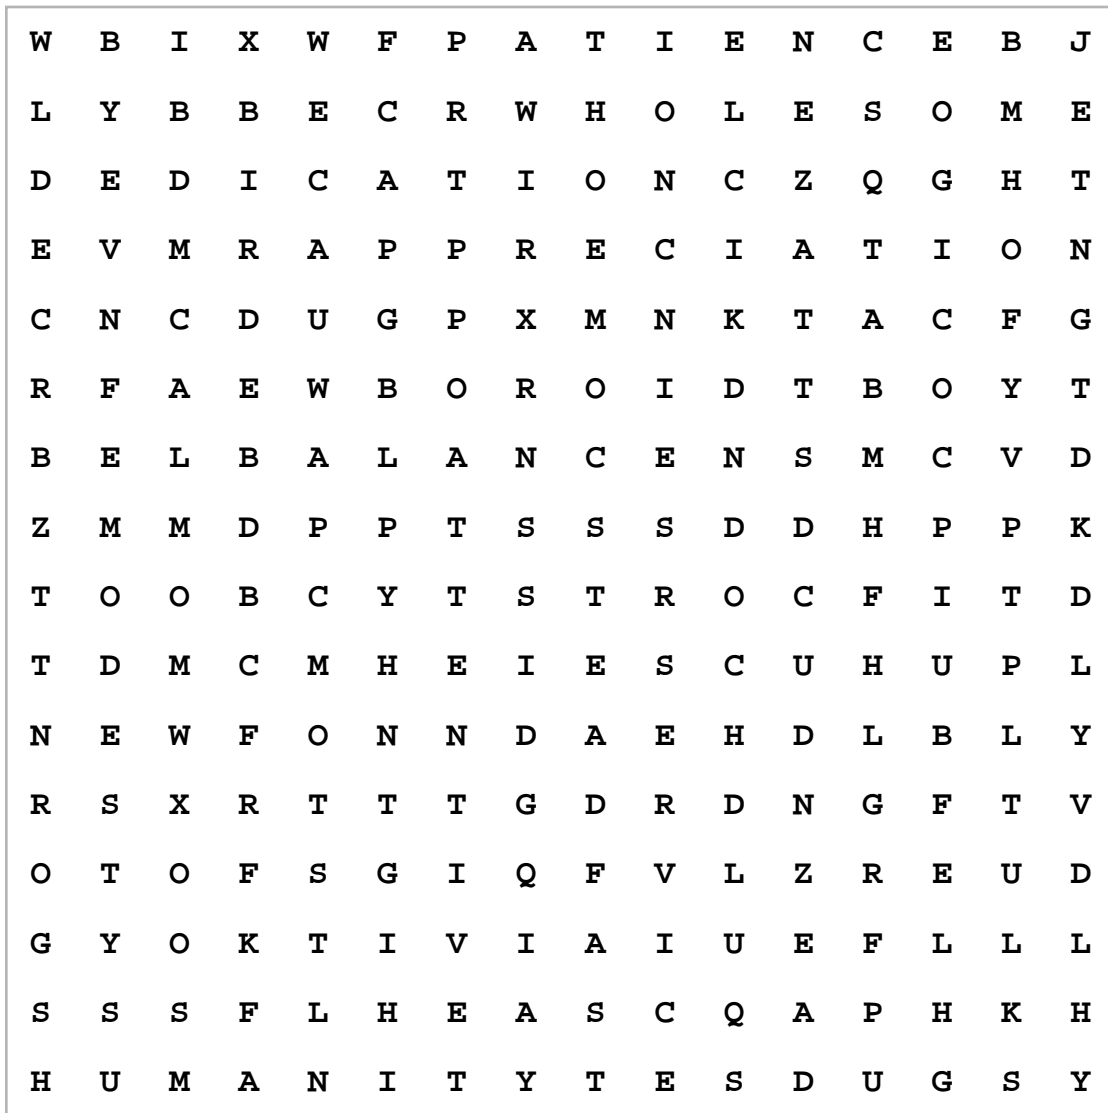 W B I X W F P A T I E N C E B J
L Y B B E C R W H O L E S O M E
D E D I C A T I O N C Z Q G H T
E V M R A P P R E C I A T I O N
C N C D U G P X M N K T A C F G
R F A E W B O R O I D T B O Y T
B E L B A L A N C E N S M C V D
Z M M D P P T S S S D D H P P K
T O O B C Y T S T R O C F I T D
T D M C M H E I E S C U H U P L
N E W F O N N D A E H D L B L Y
R S X R T T T G D R D N G F T V
O T O F S G I Q F V L Z R E U D
G Y O K T I V I A I U E F L L L
S S S F L H E A S C Q A P H K H
H U M A N I T Y T E S D U G S Y